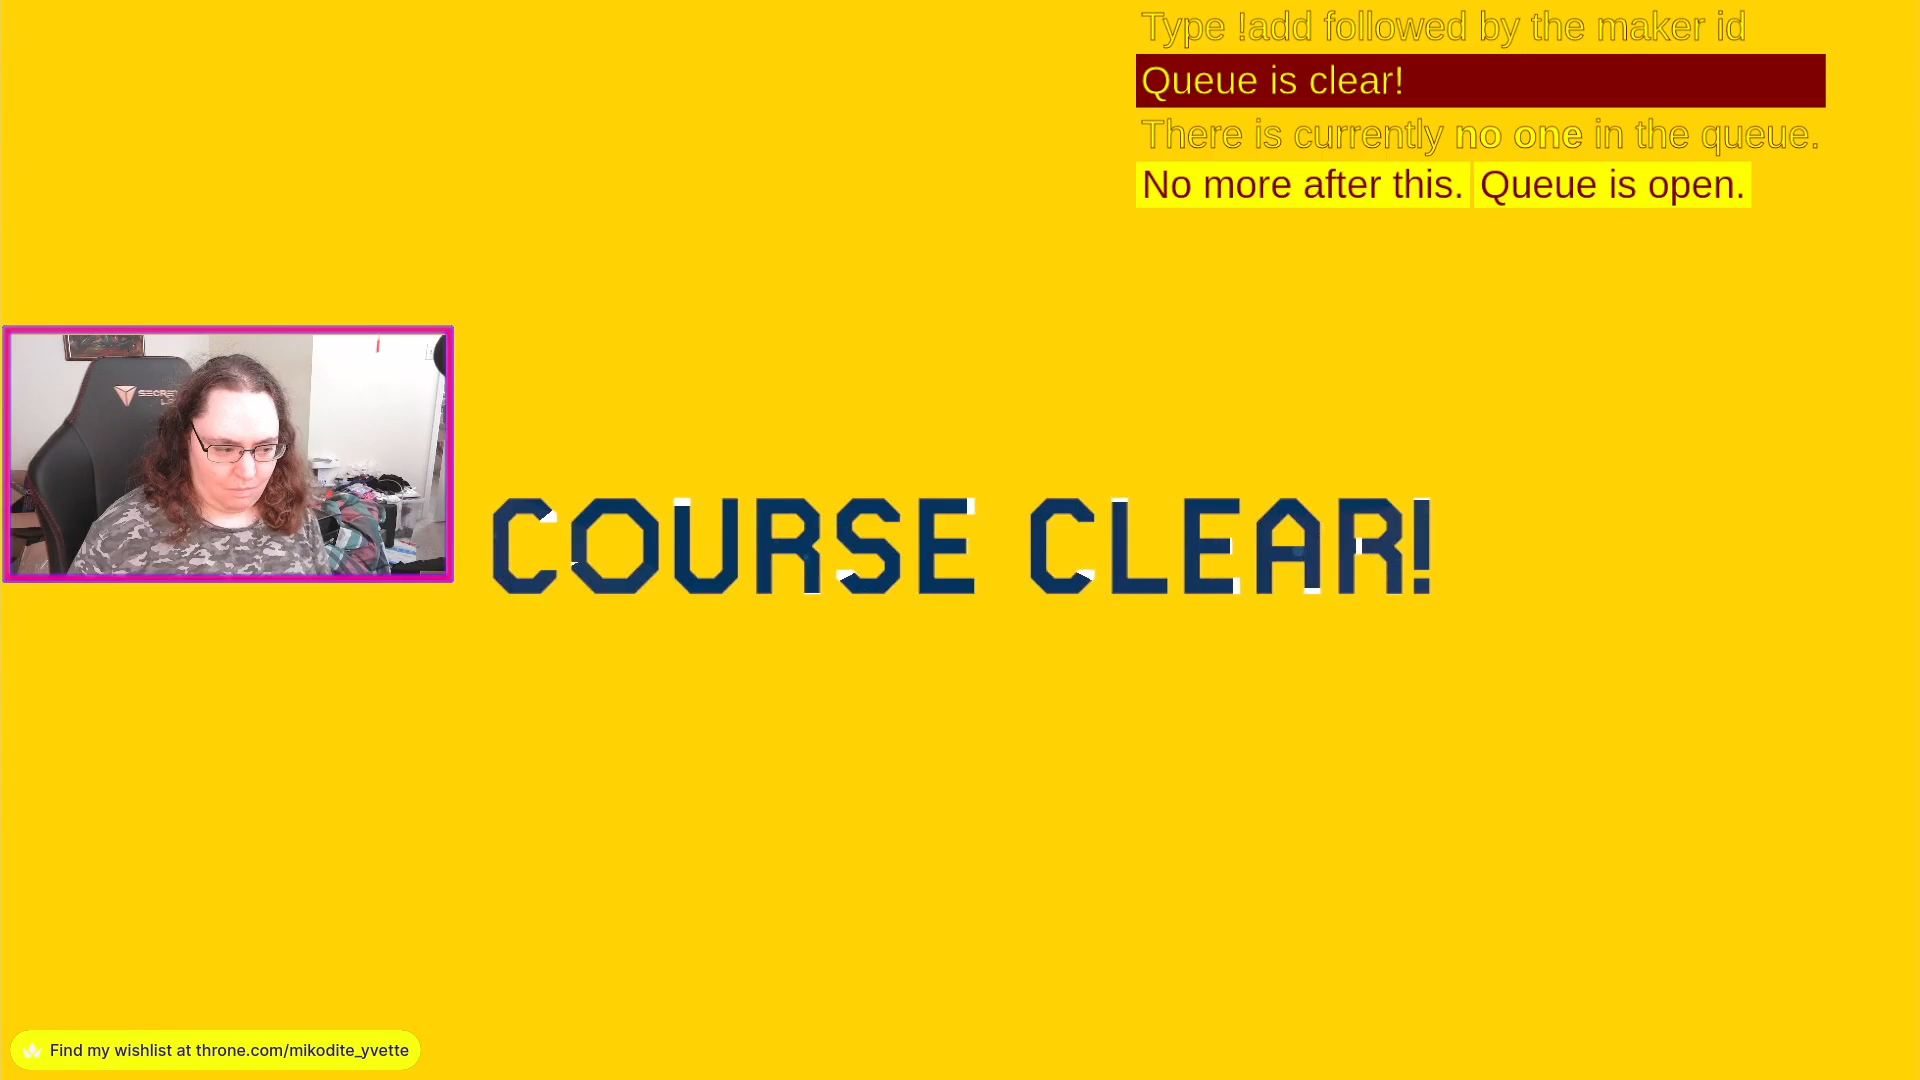 Type !add followed by the maker id
Queue is clear!
There is currently no one in the queue.
No more after this. Queue is open.
COURSE CLEAR!
Find my wishlist at throne.com/mikodite_yvette